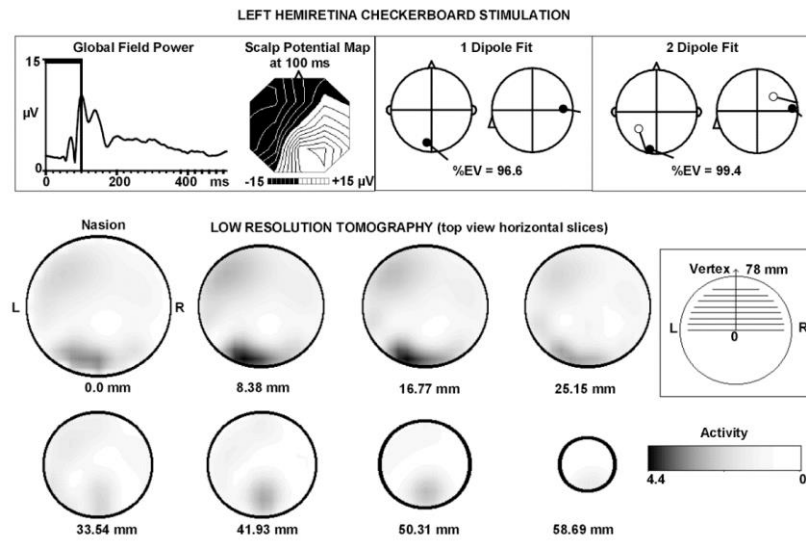 LEFT HEMIRETINA CHECKERBOARD STIMULATION
Global Field Power
15
µV
0
0 200 400
ms
Scalp Potential Map
at 100 ms
-15 +15 µV
1 Dipole Fit
%EV = 96.6
2 Dipole Fit
%EV = 99.4
Nasion
LOW RESOLUTION TOMOGRAPHY (top view horizontal slices)
L R
0.0 mm
8.38 mm
16.77 mm
25.15 mm
Vertex 78 mm
L R
0
33.54 mm
41.93 mm
50.31 mm
58.69 mm
Activity
4.4 0